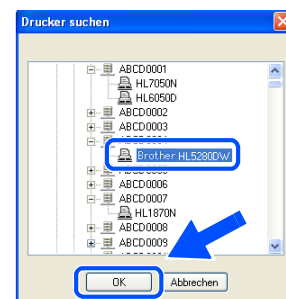 Drucker suchen
ABCD0001
HL7050N
HL6050D
ABCD0002
ABCD0003
Brother HL5280DW
ABCD0006
ABCD0007
HL1870N
ABCD0008
ABCD0009
OK Abbrechen